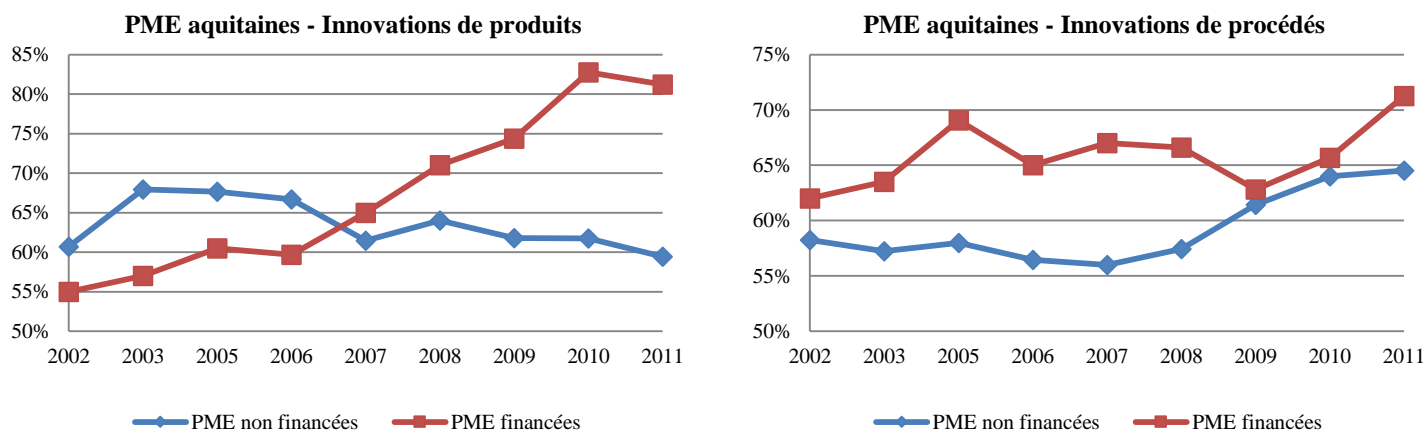 PME aquitaines - Innovations de produits
85%
80%
75%
70%
65%
60%
55%
50%
2002 2003 2005 2006 2007 2008 2009 2010 2011
PME non financées PME financées
PME aquitaines - Innovations de procédés
75%
70%
65%
60%
55%
50%
2002 2003 2005 2006 2007 2008 2009 2010 2011
PME non financées PME financées